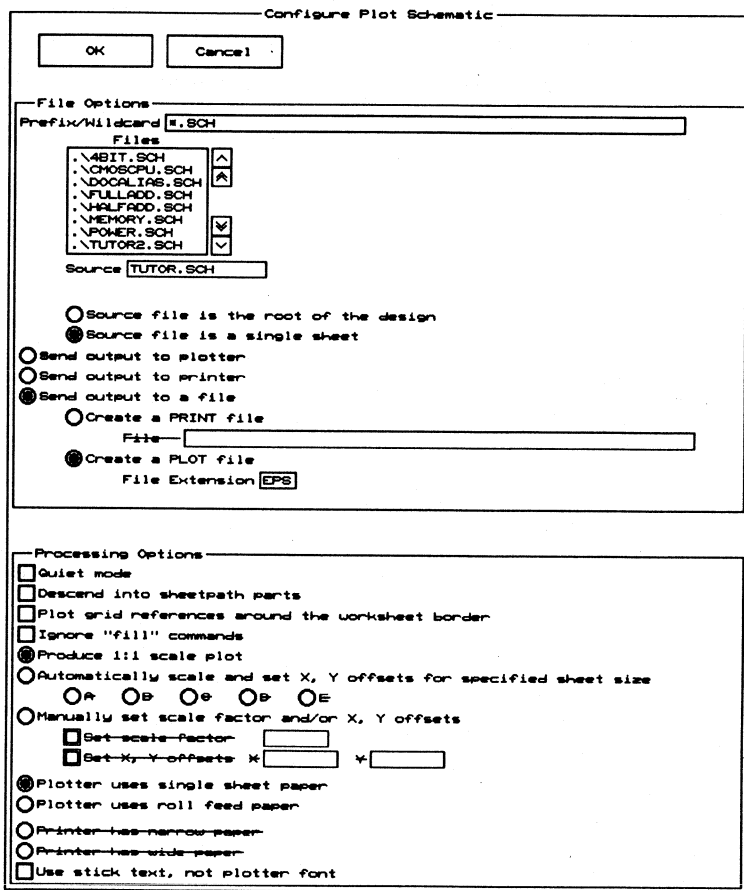 Configure Plot Schematic
OK
Cancel
File Options
Prefix/Wildcard *.SCH
Files
.\4BIT.SCH
.\CMOSCPU.SCH
.\DOCALIAS.SCH
.\FULLADD.SCH
.\HALFADD.SCH
.\MEMORY.SCH
.\POWER.SCH
.\TUTOR2.SCH
Source TUTOR.SCH
Source file is the root of the design
Source file is a single sheet
Send output to plotter
Send output to printer
Send output to a file
Create a PRINT file
File
Create a PLOT file
File Extension EPS
Processing Options
Quiet mode
Descend into sheetpath parts
Plot grid references around the worksheet border
Ignore "fill" commands
Produce 1:1 scale plot
Automatically scale and set X, Y offsets for specified sheet size
A B C D E
Manually set scale factor and/or X, Y offsets
Set scale factor
Set X, Y offsets X Y
Plotter uses single sheet paper
Plotter uses roll feed paper
Printer has narrow paper
Printer has wide paper
Use stick text, not plotter font